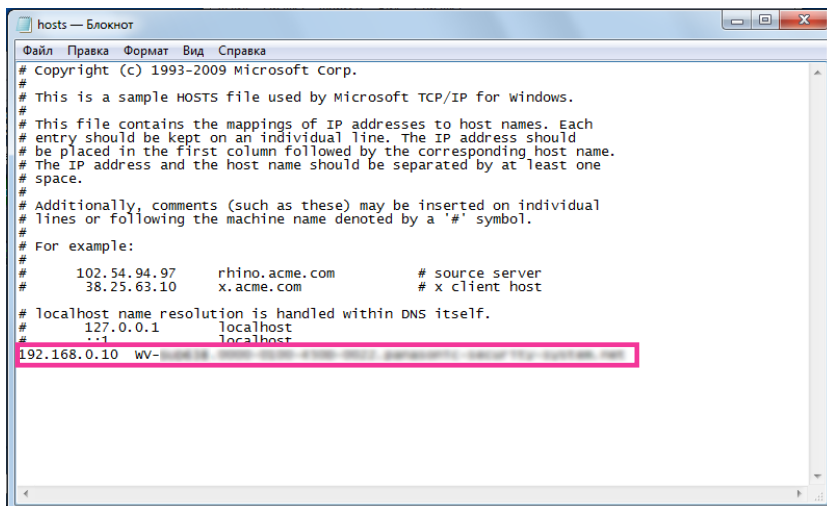 hosts — Блокнот
Файл Правка Формат Вид Справка
# Copyright (c) 1993-2009 Microsoft Corp.
#
# This is a sample HOSTS file used by Microsoft TCP/IP for Windows.
#
# This file contains the mappings of IP addresses to host names. Each
# entry should be kept on an individual line. The IP address should
# be placed in the first column followed by the corresponding host name.
# The IP address and the host name should be separated by at least one
# space.
#
# Additionally, comments (such as these) may be inserted on individual
# lines or following the machine name denoted by a '#' symbol.
#
# For example:
#
# 102.54.94.97 rhino.acme.com # source server
# 38.25.63.10 x.acme.com # x client host
# localhost name resolution is handled within DNS itself.
# 127.0.0.1 localhost
# ::1 localhost
192.168.0.10 WV-